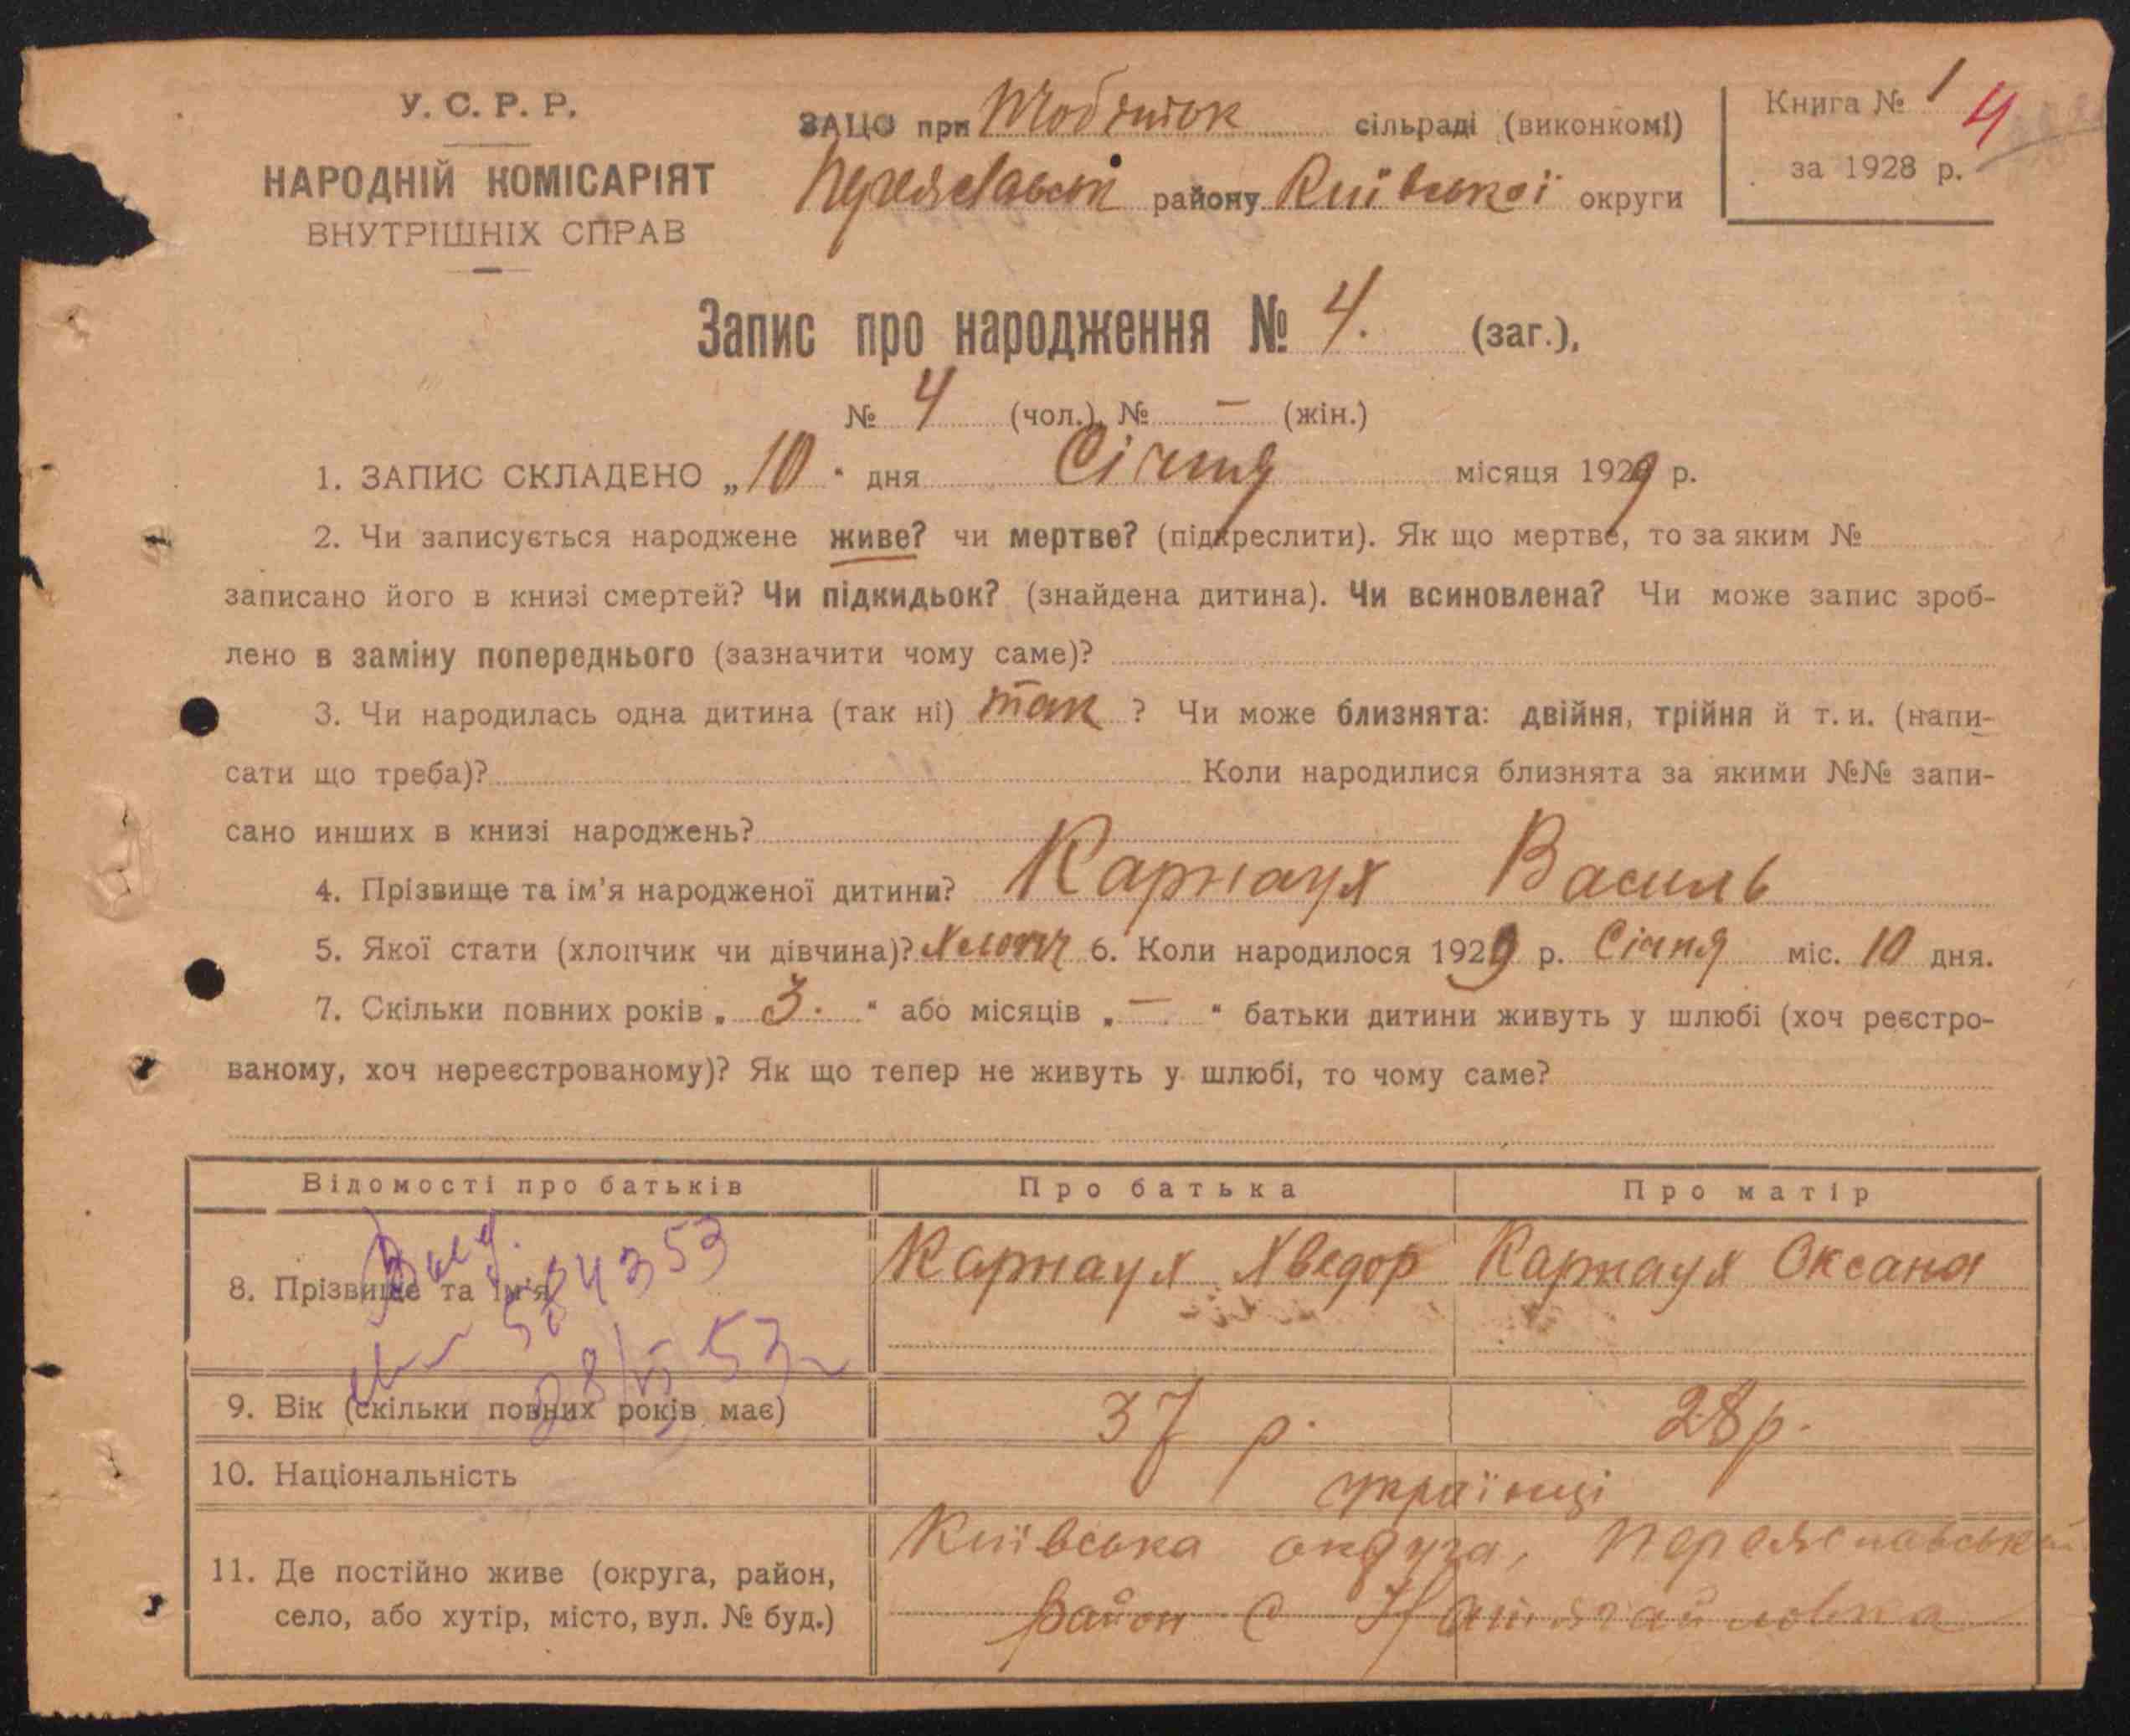 У. С. Р. Р.
НАРОДНІЙ КОМІСАРІЯТ
ВНУТРІШНІХ СПРАВ
ЗАЦО при сільраді (виконкомі)
Переяславськ району Київської округи
Книга № 1 4
за 1928 р.
Запис про народження № 4. (заг.),
№ 4 (чол.), № — (жін.)
1. ЗАПИС СКЛАДЕНО „10" дня Січня місяця 1929 р.
2. Чи записується народжене живе? чи мертве? (підкреслити). Як що мертве, то за яким №
записано його в книзі смертей? Чи підкидьок? (знайдена дитина). Чи всиновлена? Чи може запис зроб-
лено в заміну попереднього (зазначити чому саме)?
3. Чи народилась одна дитина (так ні) так ? Чи може близнята: двійня, трійня й т. и. (напи-
сати що треба)? Коли народилися близнята за якими №№ запи-
сано инших в книзі народжень?
4. Прізвище та ім'я народженої дитини? Карнаух Василь
5. Якої стати (хлопчик чи дівчина)? Хлопч 6. Коли народилося 1929 р. Січня міс. 10 дня.
7. Скільки повних років „ 3. " або місяців „ — " батьки дитини живуть у шлюбі (хоч реєстро-
ваному, хоч нереєстрованому)? Як що тепер не живуть у шлюбі, то чому саме?
Відомості про батьків Про батька Про матір
8. Прізвище та ім'я Карнаух Хведор Карнаух Оксана
9. Вік (скільки повних років має) 37 р. 28 р.
10. Національність українці
11. Де постійно живе (округа, район,
село, або хутір, місто, вул. № буд.)
Київська округа, Переяславський
район с